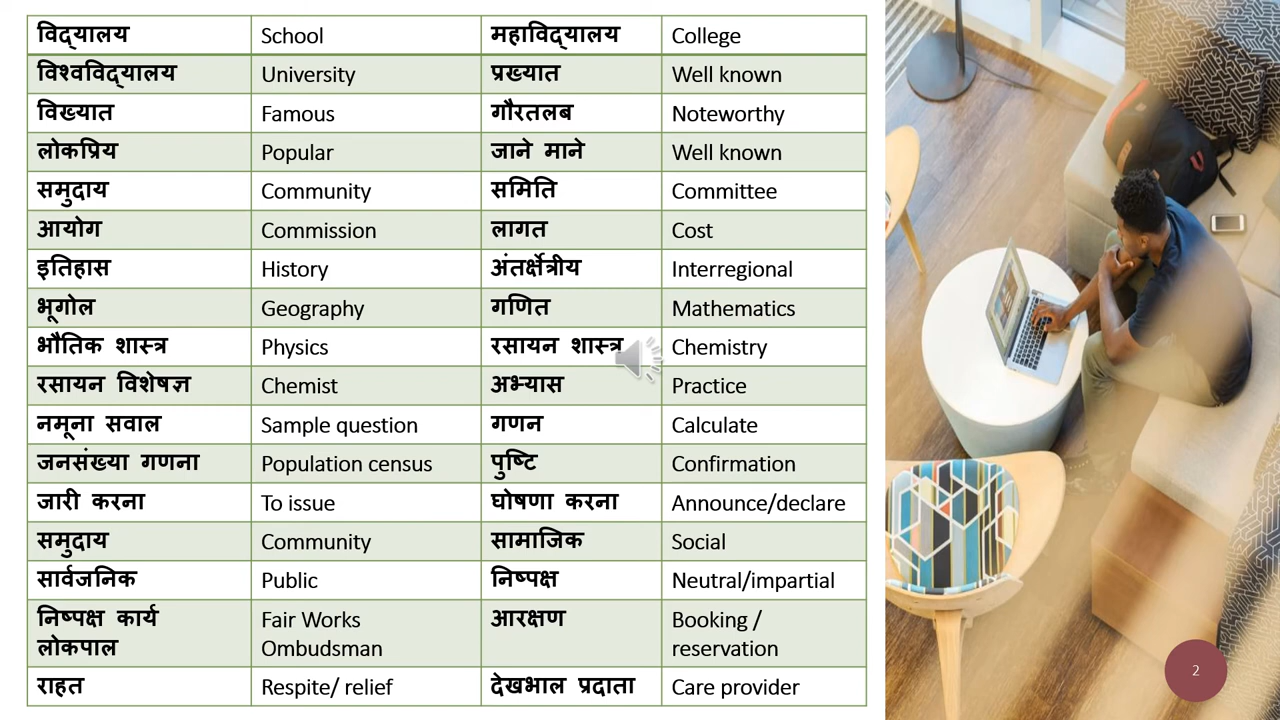 विद्यालय School महाविद्यालय College
विश्वविद्यालय University प्रख्यात Well known
विख्यात Famous गौरतलब Noteworthy
लोकप्रिय Popular जाने माने Well known
समुदाय Community समिति Committee
आयोग Commission लागत Cost
इतिहास History अंतर्क्षेत्रीय Interregional
भूगोल Geography गणित Mathematics
भौतिक शास्त्र Physics रसायन शास्त्र Chemistry
रसायन विशेषज्ञ Chemist अभ्यास Practice
नमूना सवाल Sample question गणन Calculate
जनसंख्या गणना Population census पुष्टि Confirmation
जारी करना To issue घोषणा करना Announce/declare
समुदाय Community सामाजिक Social
सार्वजनिक Public निष्पक्ष Neutral/impartial
निष्पक्ष कार्य Fair Works आरक्षण Booking /
लोकपाल Ombudsman reservation
राहत Respite/ relief देखभाल प्रदाता Care provider
2